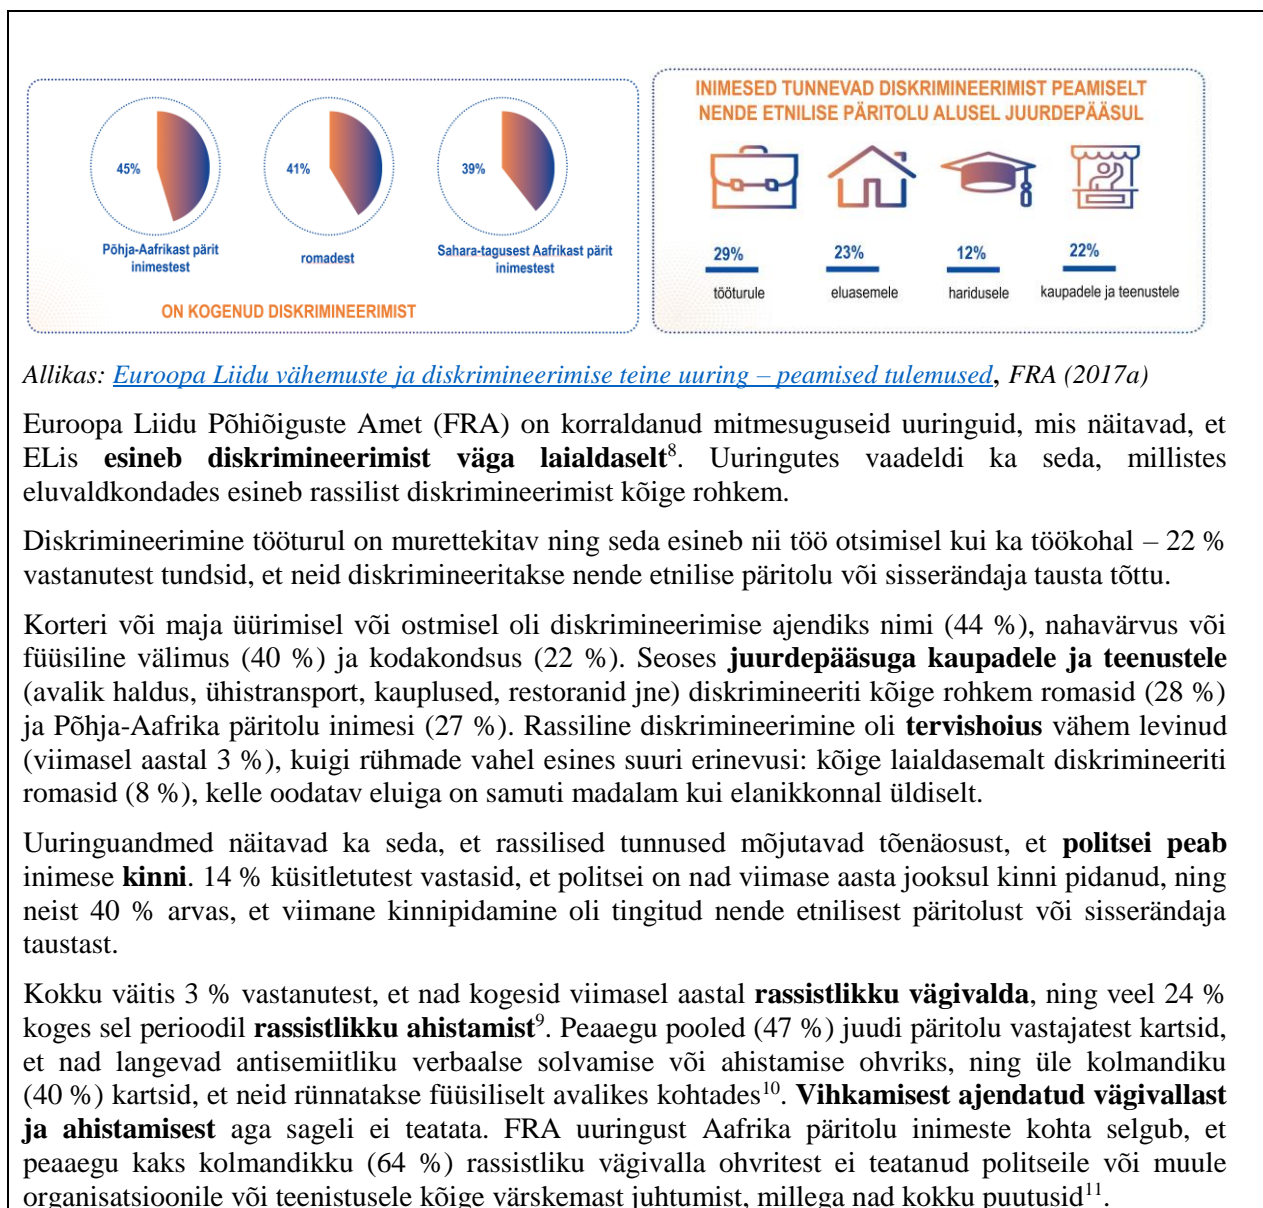 45%
Põhja-Aafrikast pärit
inimestest
41%
romadest
39%
Sahara-tagusest Aafrikast pärit
inimestest
ON KOGENUD DISKRIMINEERIMIST
INIMESED TUNNEVAD DISKRIMINEERIMIST PEAMISELT
NENDE ETNILISE PÄRITOLU ALUSEL JUURDEPÄÄSUL
29%
tööturule
23%
eluasemele
12%
haridusele
22%
kaupadele ja teenustele
Allikas: Euroopa Liidu vähemuste ja diskrimineerimise teine uuring – peamised tulemused, FRA (2017a)
Euroopa Liidu Põhiõiguste Amet (FRA) on korraldanud mitmesuguseid uuringuid, mis näitavad, et
ELis esineb diskrimineerimist väga laialdaselt⁸. Uuringutes vaadeldi ka seda, millistes
eluvaldkondades esineb rassilist diskrimineerimist kõige rohkem.
Diskrimineerimine tööturul on murettekitav ning seda esineb nii töö otsimisel kui ka töökohal – 22 %
vastanutest tundsid, et neid diskrimineeritakse nende etnilise päritolu või sisserändaja tausta tõttu.
Korteri või maja üürimisel või ostmisel oli diskrimineerimise ajendiks nimi (44 %), nahavärvus või
füüsiline välimus (40 %) ja kodakondsus (22 %). Seoses juurdepääsuga kaupadele ja teenustele
(avalik haldus, ühistransport, kauplused, restoranid jne) diskrimineeriti kõige rohkem romasid (28 %)
ja Põhja-Aafrika päritolu inimesi (27 %). Rassiline diskrimineerimine oli tervishoius vähem levinud
(viimasel aastal 3 %), kuigi rühmade vahel esines suuri erinevusi: kõige laialdasemalt diskrimineeriti
romasid (8 %), kelle oodatav eluiga on samuti madalam kui elanikkonnal üldiselt.
Uuringuandmed näitavad ka seda, et rassilised tunnused mõjutavad tõenäosust, et politsei peab
inimese kinni. 14 % küsitletutest vastasid, et politsei on nad viimase aasta jooksul kinni pidanud, ning
neist 40 % arvas, et viimane kinnipidamine oli tingitud nende etnilisest päritolust või sisserändaja
taustast.
Kokku väitis 3 % vastanutest, et nad kogesid viimasel aastal rassistlikku vägivalda, ning veel 24 %
koges sel perioodil rassistlikku ahistamist⁹. Peaaegu pooled (47 %) juudi päritolu vastajatest kartsid,
et nad langevad antisemiitliku verbaalse solvamise või ahistamise ohvriks, ning üle kolmandiku
(40 %) kartsid, et neid rünnatakse füüsiliselt avalikes kohtades¹⁰. Vihkamisest ajendatud vägivallast
ja ahistamisest aga sageli ei teatata. FRA uuringust Aafrika päritolu inimeste kohta selgub, et
peaaegu kaks kolmandikku (64 %) rassistliku vägivalla ohvritest ei teatanud politseile või muule
organisatsioonile või teenistusele kõige värskemast juhtumist, millega nad kokku puutusid¹¹.